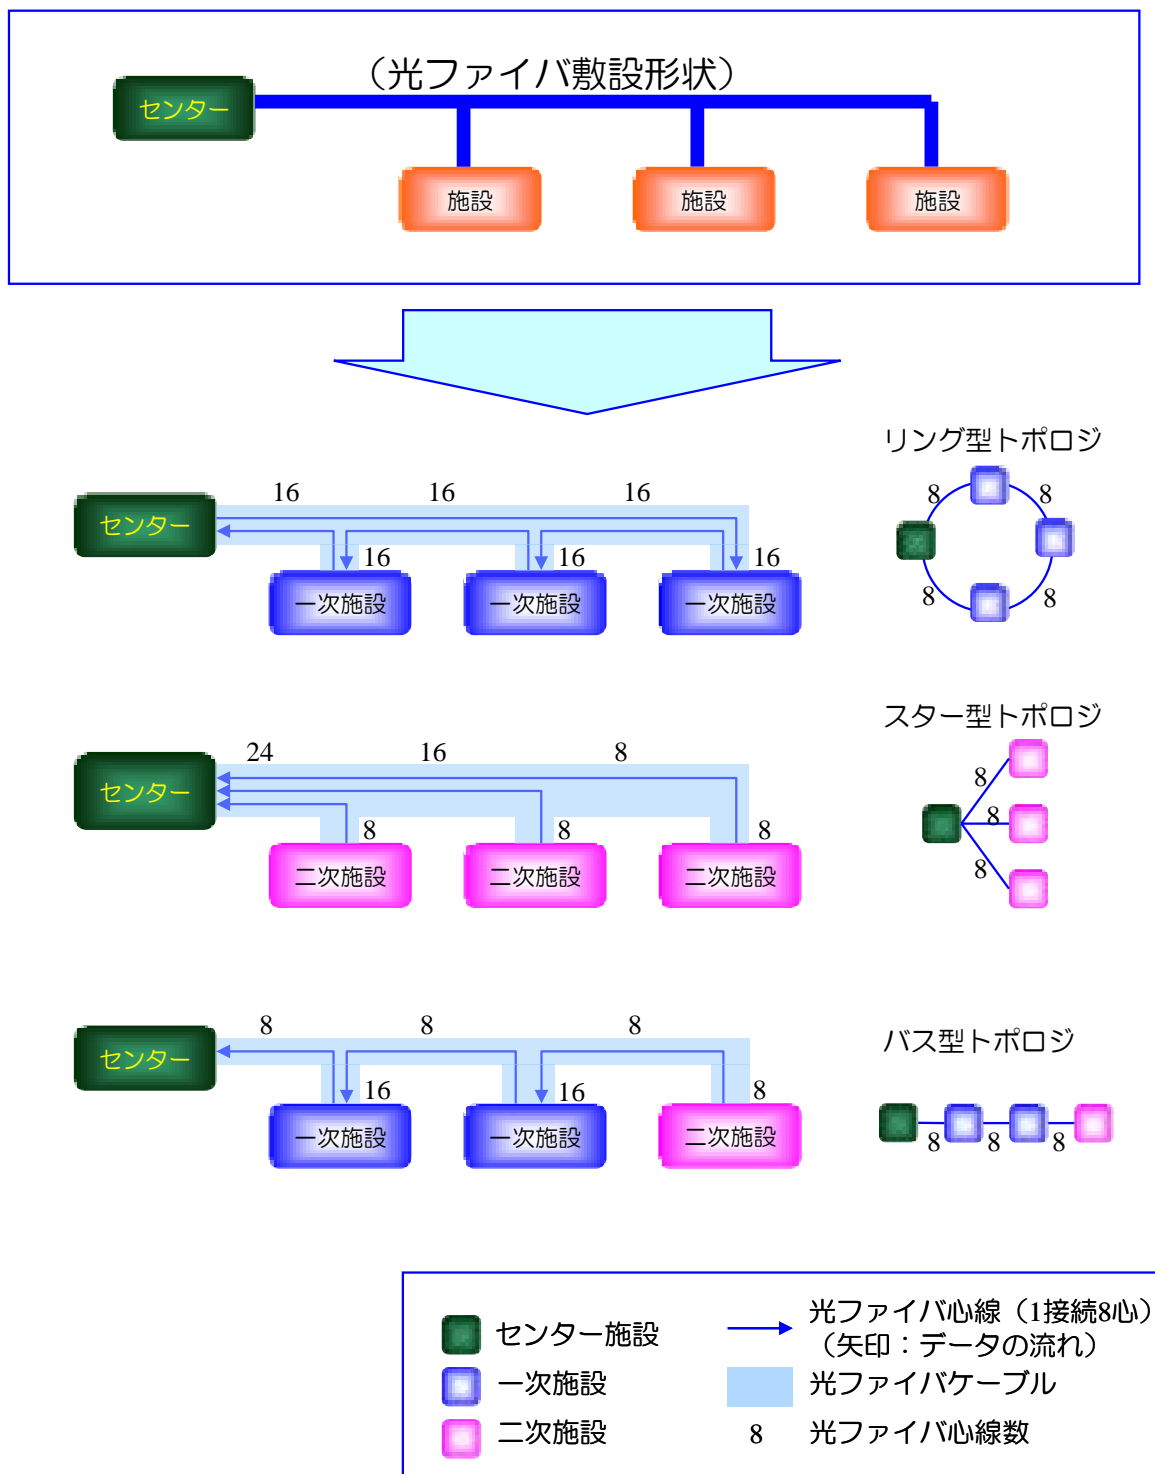 （光ファイバ敷設形状）
センター
施設
施設
施設
リング型トポロジ
16
16
16
センター
16
16
16
一次施設
一次施設
一次施設
8
8
8
8
スター型トポロジ
24
16
8
センター
8
8
8
二次施設
二次施設
二次施設
8
8
8
バス型トポロジ
8
8
8
センター
16
16
8
一次施設
一次施設
二次施設
8
8
8
センター施設
一次施設
二次施設
光ファイバ心線（1接続8心）
（矢印：データの流れ）
光ファイバケーブル
8 光ファイバ心線数